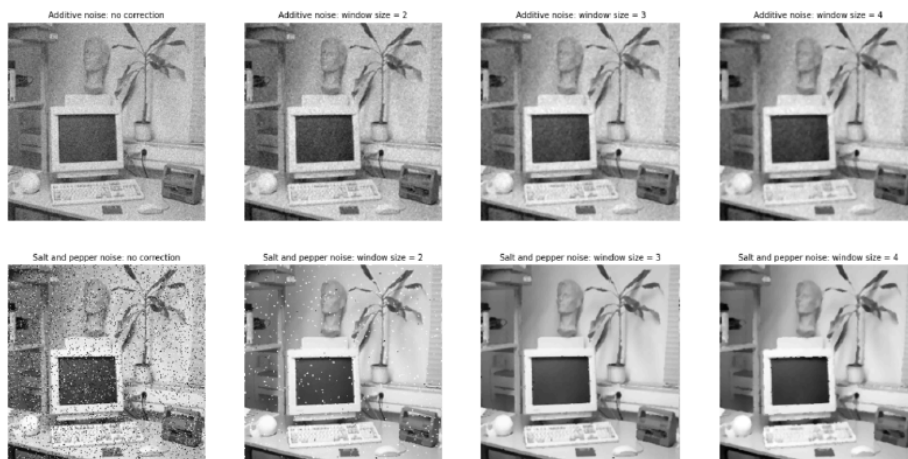 Additive noise: no correction
Additive noise: window size = 2
Additive noise: window size = 3
Additive noise: window size = 4
Salt and pepper noise: no correction
Salt and pepper noise: window size = 2
Salt and pepper noise: window size = 3
Salt and pepper noise: window size = 4